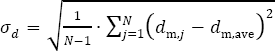 σ_d = √(1/(N−1) · ∑_{j=1}^{N} (d_{m,j} − d_{m,ave})²)